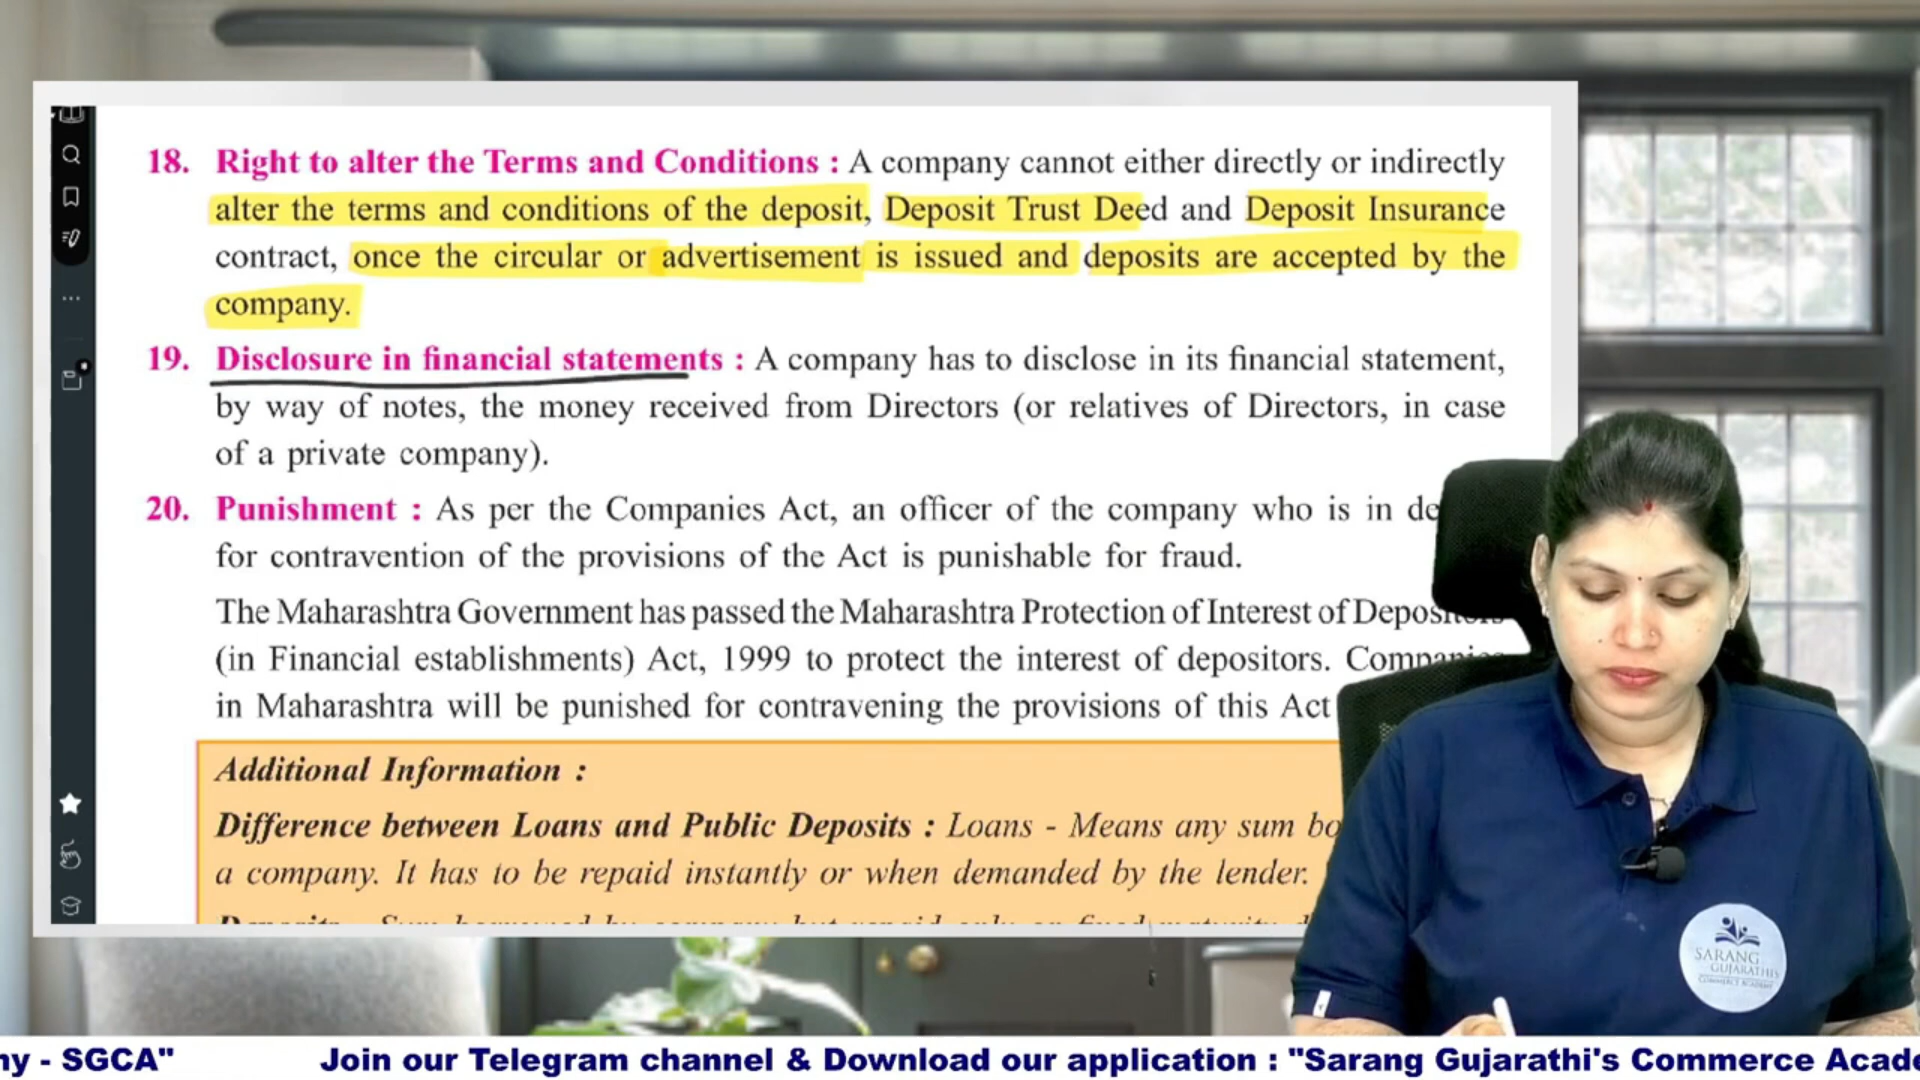 18. Right to alter the Terms and Conditions : A company cannot either directly or indirectly
alter the terms and conditions of the deposit, Deposit Trust Deed and Deposit Insurance
contract, once the circular or advertisement is issued and deposits are accepted by the
company.
19. Disclosure in financial statements : A company has to disclose in its financial statement,
by way of notes, the money received from Directors (or relatives of Directors, in case
of a private company).
20. Punishment : As per the Companies Act, an officer of the company who is in de
for contravention of the provisions of the Act is punishable for fraud.
The Maharashtra Government has passed the Maharashtra Protection of Interest of Depositors
(in Financial establishments) Act, 1999 to protect the interest of depositors. Companies
in Maharashtra will be punished for contravening the provisions of this Act
Additional Information :
Difference between Loans and Public Deposits : Loans - Means any sum bo
a company. It has to be repaid instantly or when demanded by the lender.
SARANG
GUJARATHI'S
COMMERCE ACADEMY
ny - SGCA" Join our Telegram channel & Download our application : "Sarang Gujarathi's Commerce Acade